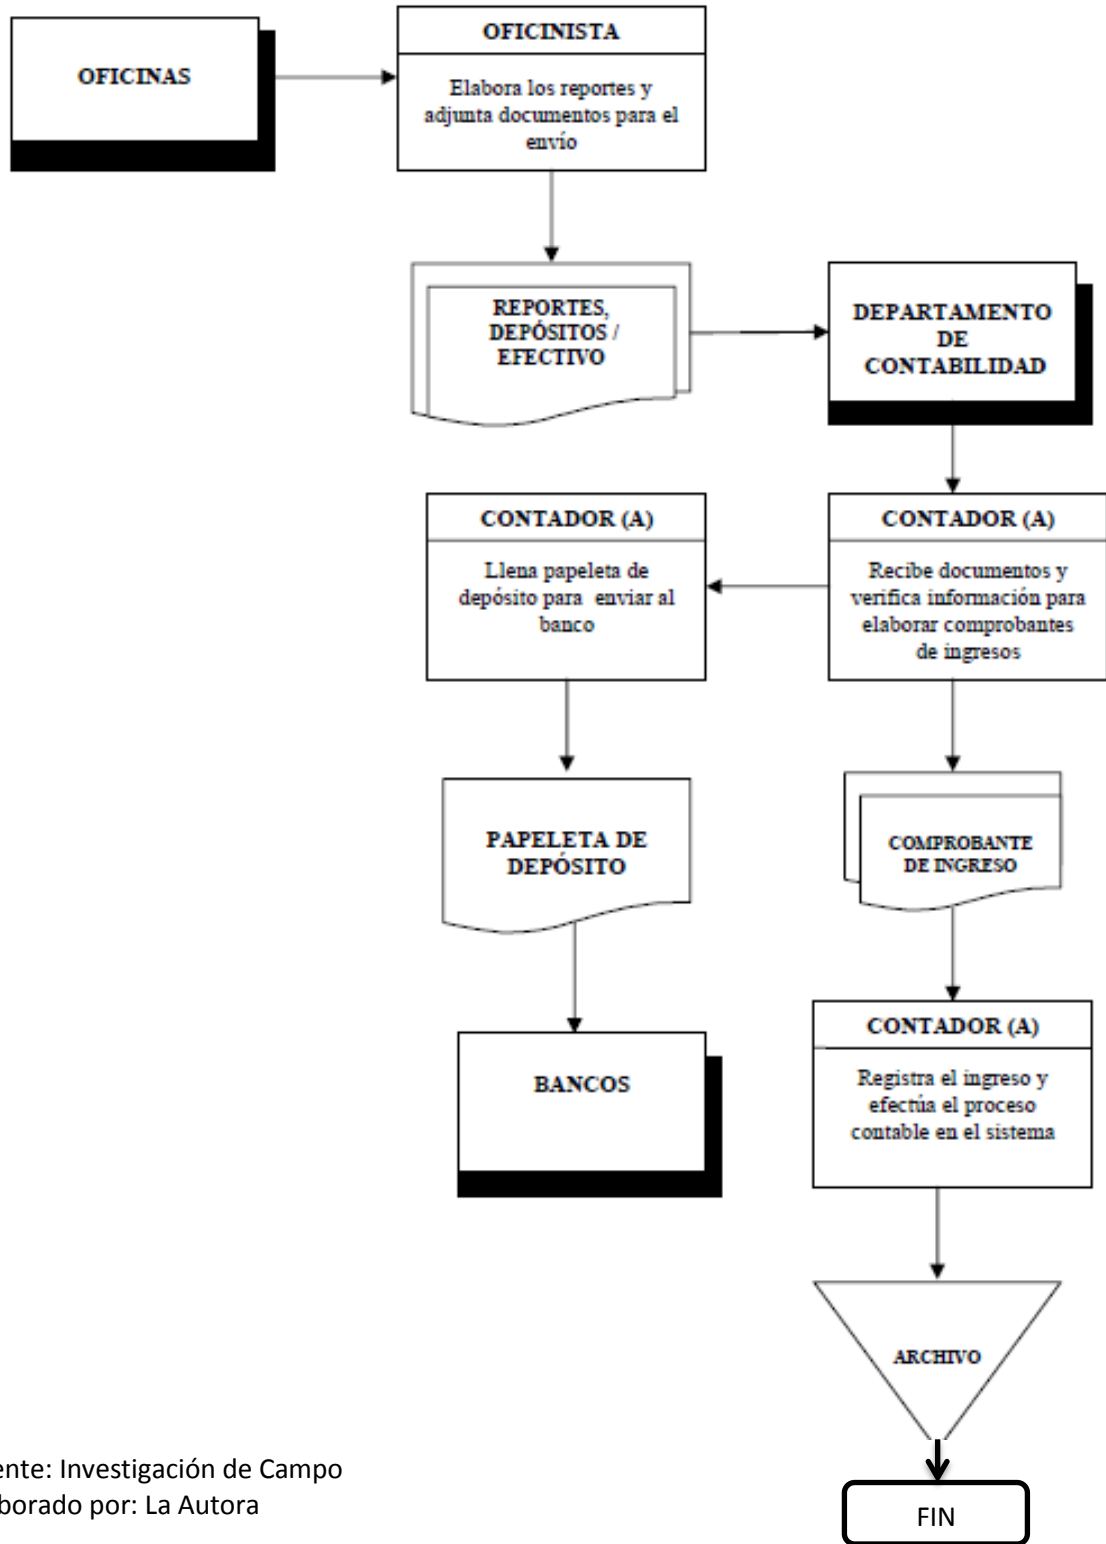 OFICINAS
OFICINISTA
Elabora los reportes y
adjunta documentos para el
envío
REPORTES,
DEPÓSITOS /
EFECTIVO
DEPARTAMENTO
DE
CONTABILIDAD
CONTADOR (A)
Llena papeleta de
depósito para enviar al
banco
CONTADOR (A)
Recibe documentos y
verifica información para
elaborar comprobantes
de ingresos
PAPELETA DE
DEPÓSITO
COMPROBANTE
DE INGRESO
BANCOS
CONTADOR (A)
Registra el ingreso y
efectúa el proceso
contable en el sistema
ARCHIVO
ente: Investigación de Campo
borado por: La Autora
FIN